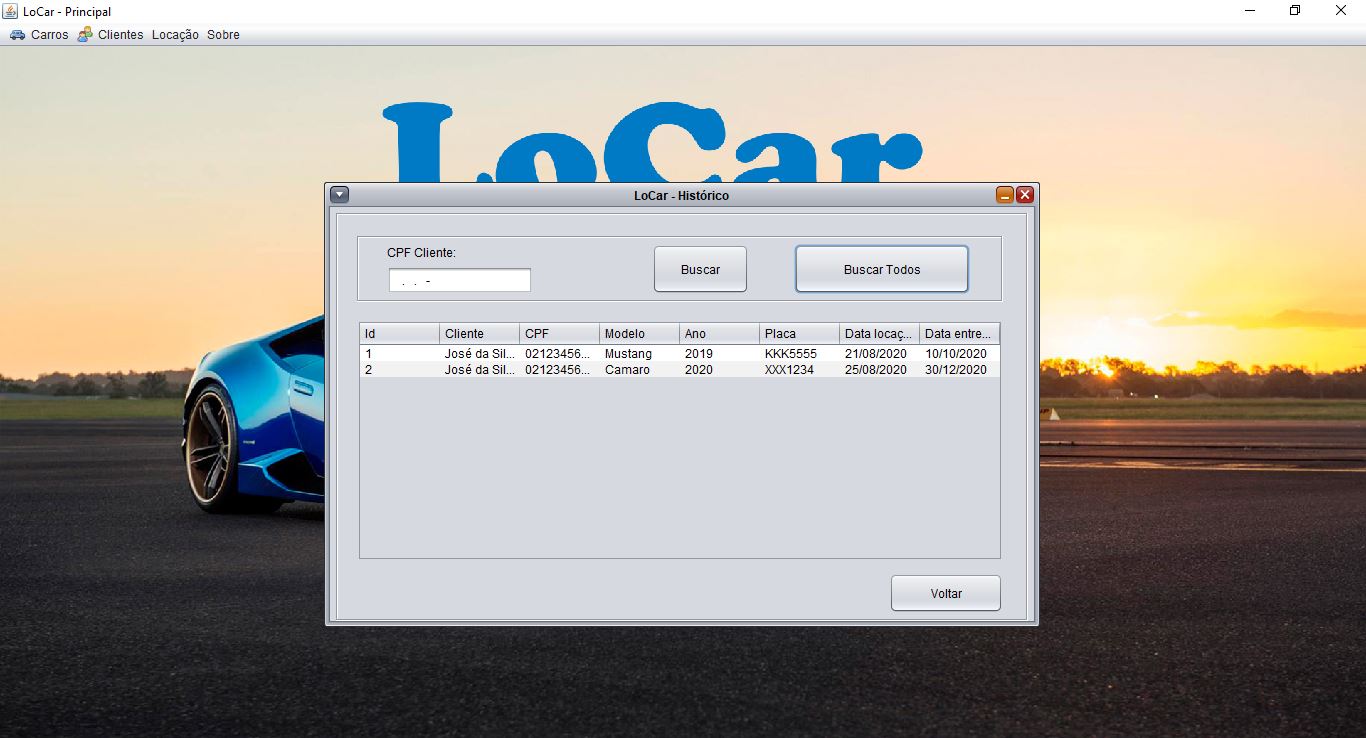 LoCar - Principal
Carros Clientes Locação Sobre
LoCar
LoCar - Histórico
CPF Cliente:
. . -
Buscar
Buscar Todos
Id Cliente CPF Modelo Ano Placa Data locaç... Data entre...
1 José da Sil... 02123456... Mustang 2019 KKK5555 21/08/2020 10/10/2020
2 José da Sil... 02123456... Camaro 2020 XXX1234 25/08/2020 30/12/2020
Voltar